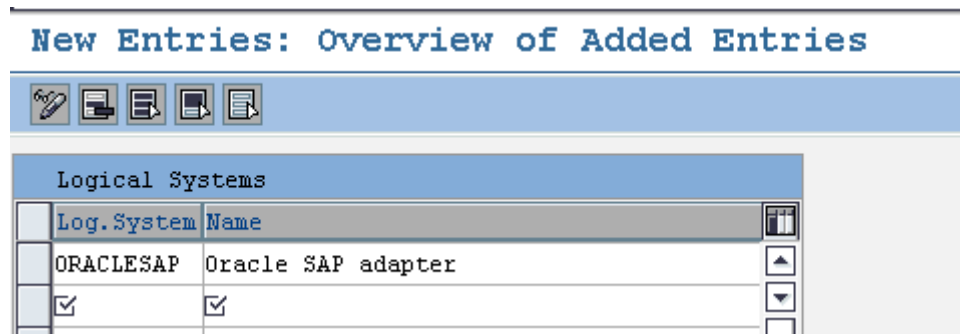 New Entries: Overview of Added Entries
Logical Systems
Log.System Name
ORACLESAP Oracle SAP adapter